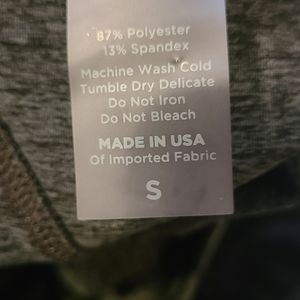 87% Polyester
13% Spandex
Machine Wash Cold
Tumble Dry Delicate
Do Not Iron
Do Not Bleach
MADE IN USA
Of Imported Fabric
S